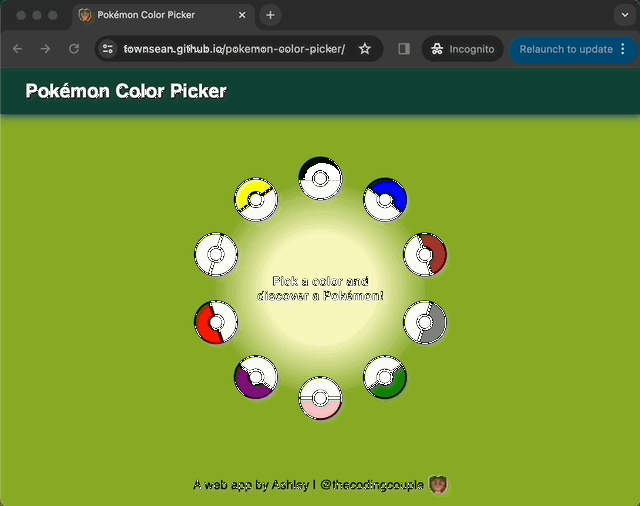 Pokémon Color Picker
townsean.github.io/pokemon-color-picker/
Incognito
Relaunch to update
Pokémon Color Picker
Pick a color and
discover a Pokémon!
A web app by Ashley | @thecodingcouple